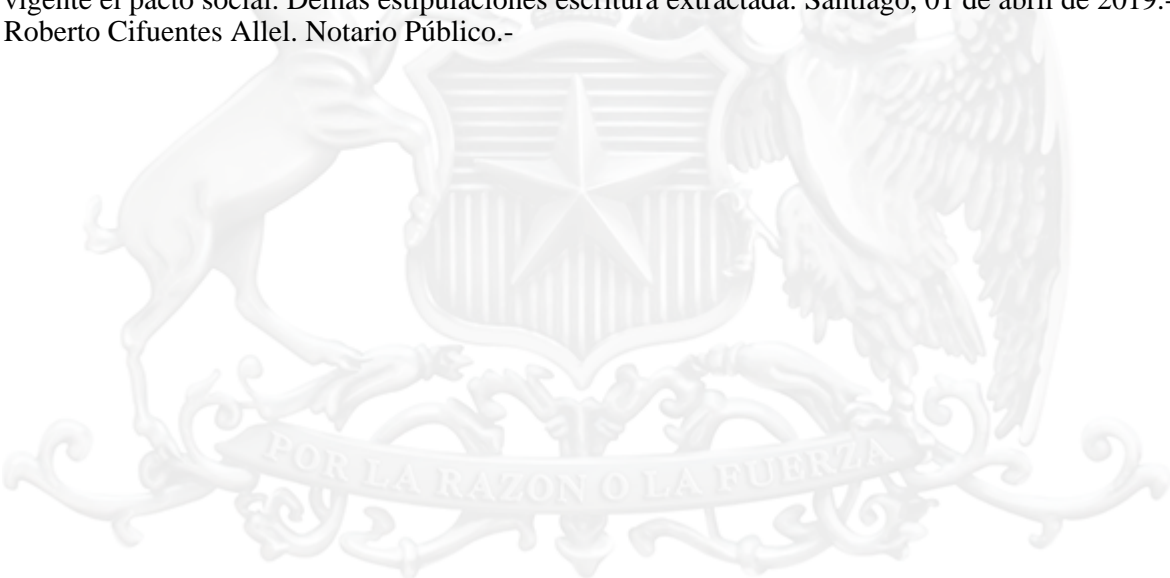 vigente el pacto social. Demás estipulaciones escritura extractada. Santiago, 01 de abril de 2019.-
Roberto Cifuentes Allel. Notario Público.-
POR LA RAZON O LA FUERZA